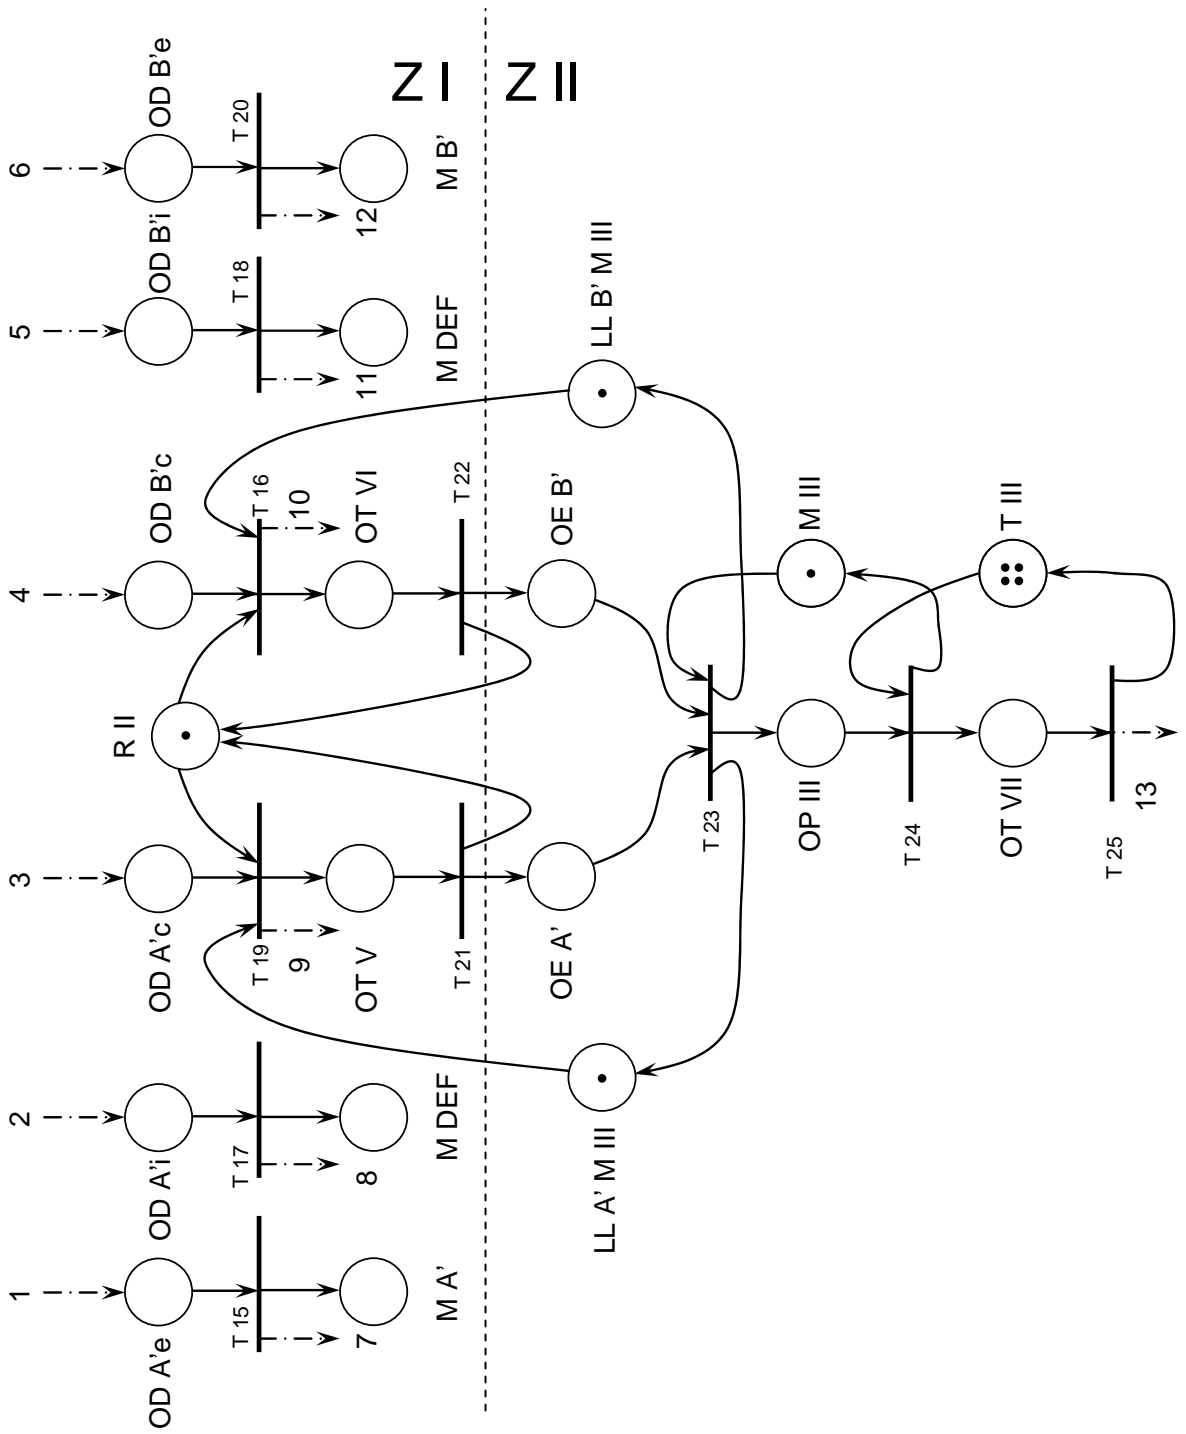 1
2
3
4
5
6
OD A’e
OD A’i
OD A’c
R II
OD B’c
OD B’i
OD B’e
T 15
T 17
T 19
T 16
T 18
T 20
7
8
9
10
11
12
OT V
OT VI
M A’
M DEF
M DEF
M B’
Z I
T 21
T 22
Z II
OE A’
OE B’
LL A’ M III
LL B’ M III
T 23
OP III
M III
T 24
OT VII
T III
T 25
13